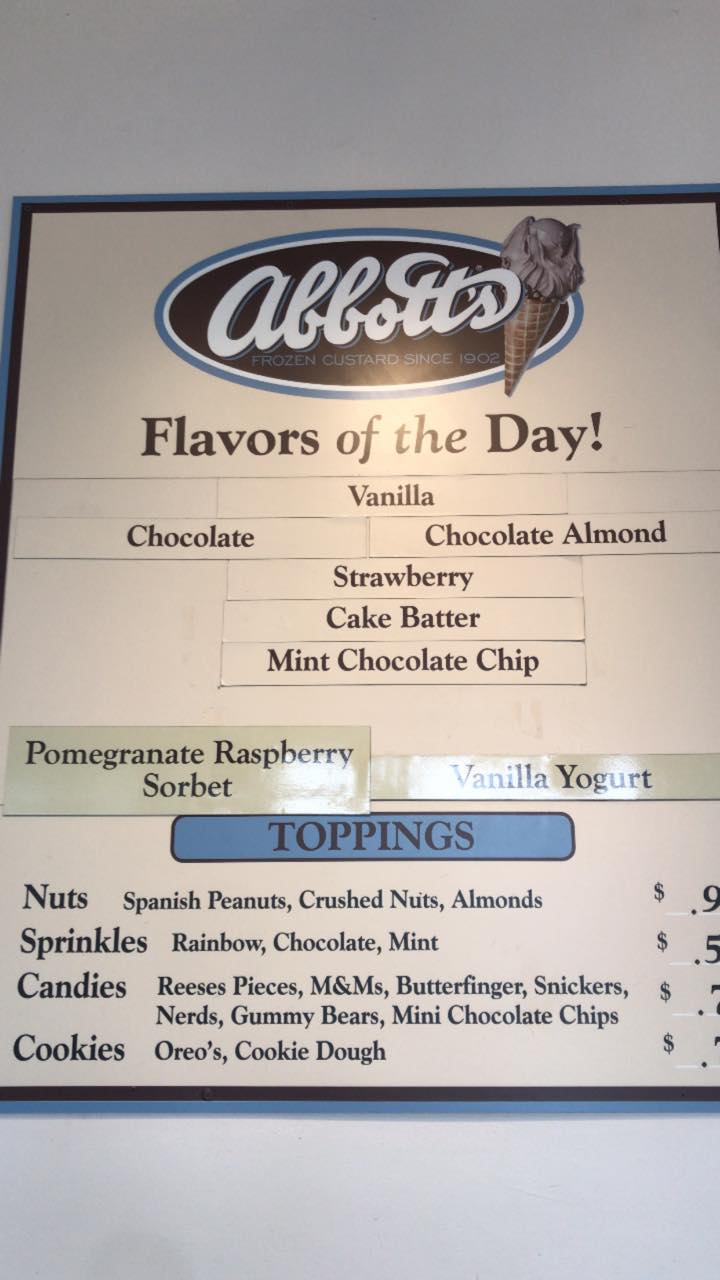 Abbott's
FROZEN CUSTARD SINCE 1902
Flavors of the Day!
Vanilla
Chocolate Chocolate Almond
Strawberry
Cake Batter
Mint Chocolate Chip
Pomegranate Raspberry
Sorbet
Vanilla Yogurt
TOPPINGS
Nuts Spanish Peanuts, Crushed Nuts, Almonds $ .9
Sprinkles Rainbow, Chocolate, Mint $ .5
Candies Reeses Pieces, M&Ms, Butterfinger, Snickers, $ .
Nerds, Gummy Bears, Mini Chocolate Chips
Cookies Oreo's, Cookie Dough $ .